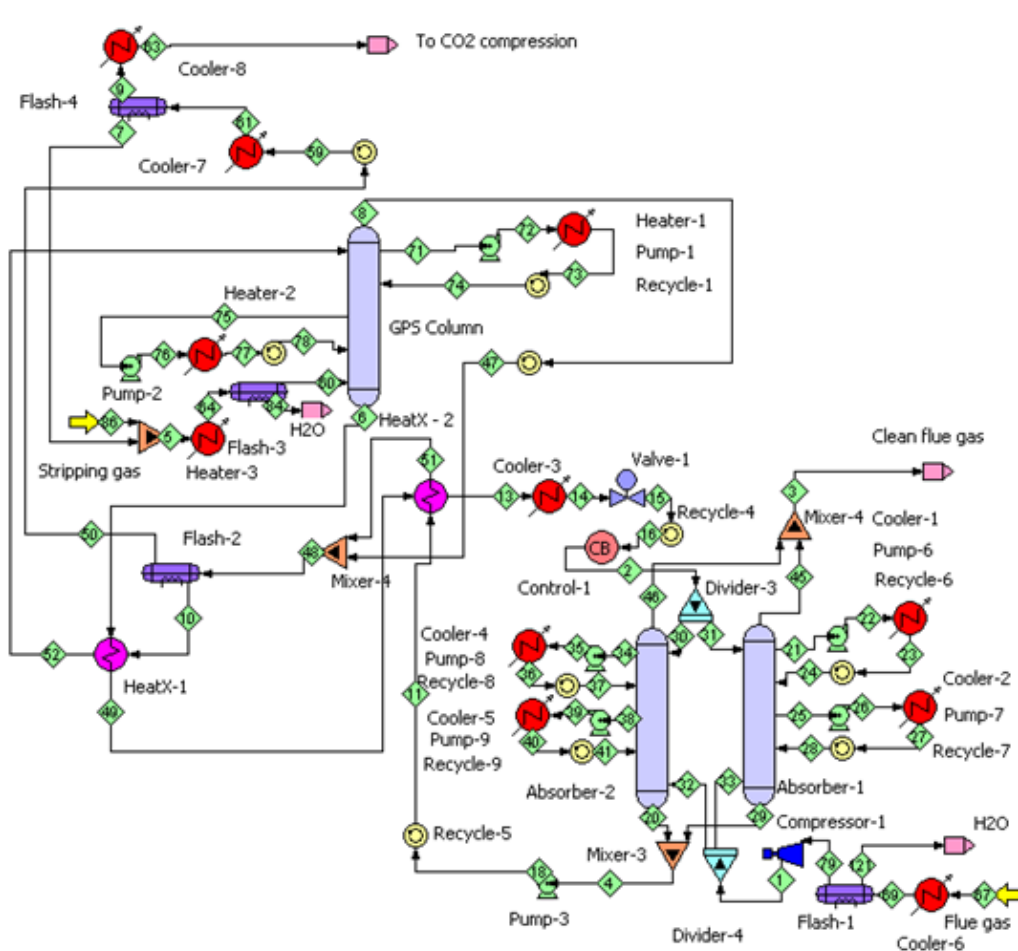 To CO2 compression
63
Cooler-8
9
Flash-4
7
61
59
Cooler-7
8
Heater-1
71
72
Pump-1
73
74
Recycle-1
Heater-2
75
GPS Column
76
77
78
47
Pump-2
60
64
84
6
H2O
HeatX - 2
86
5
Flash-3
Stripping gas
Heater-3
Clean flue gas
51
Cooler-3
Valve-1
3
13
14
15
Recycle-4
Mixer-4
Cooler-1
50
Flash-2
48
16
CB
Pump-6
Mixer-4
2
45
Recycle-6
Control-1
46
Divider-3
10
Cooler-4
35
34
30
31
21
22
52
Pump-8
23
HeatX-1
36
37
24
Recycle-8
Cooler-2
11
49
Cooler-5
39
38
25
26
Pump-7
Pump-9
40
41
28
27
Recycle-9
Recycle-7
Absorber-2
32
33
Absorber-1
20
29
Compressor-1
Recycle-5
H2O
Mixer-3
79
121
18
4
1
69
67
Pump-3
Flash-1
Flue gas
Divider-4
Cooler-6